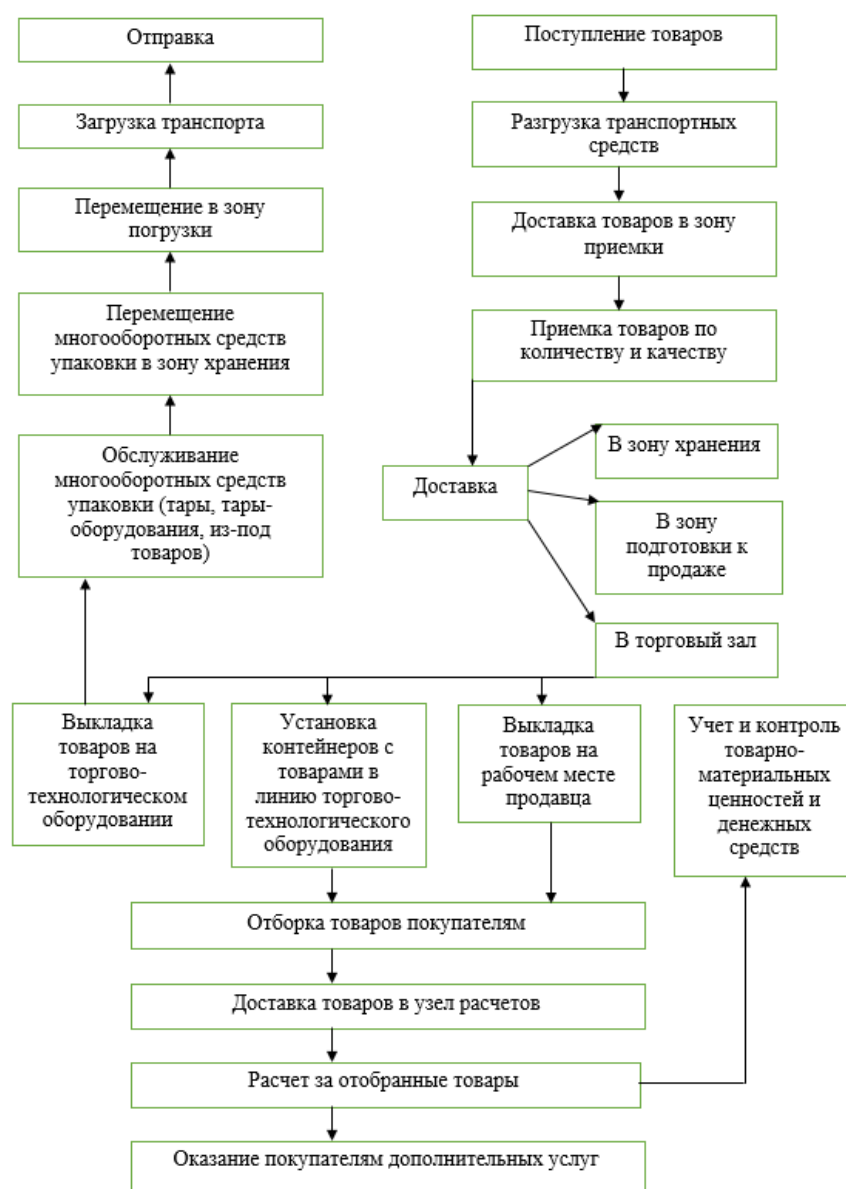 Отправка
Загрузка транспорта
Перемещение в зону
погрузки
Перемещение
многооборотных средств
упаковки в зону хранения
Обслуживание
многооборотных средств
упаковки (тары, тары-
оборудования, из-под
товаров)
Поступление товаров
Разгрузка транспортных
средств
Доставка товаров в зону
приемки
Приемка товаров по
количеству и качеству
Доставка
В зону хранения
В зону
подготовки к
продаже
В торговый зал
Выкладка
товаров на
торгово-
технологическом
оборудовании
Установка
контейнеров с
товарами в
линию торгово-
технологического
оборудования
Выкладка
товаров на
рабочем месте
продавца
Учет и контроль
товарно-
материальных
ценностей и
денежных
средств
Отборка товаров покупателям
Доставка товаров в узел расчетов
Расчет за отобранные товары
Оказание покупателям дополнительных услуг